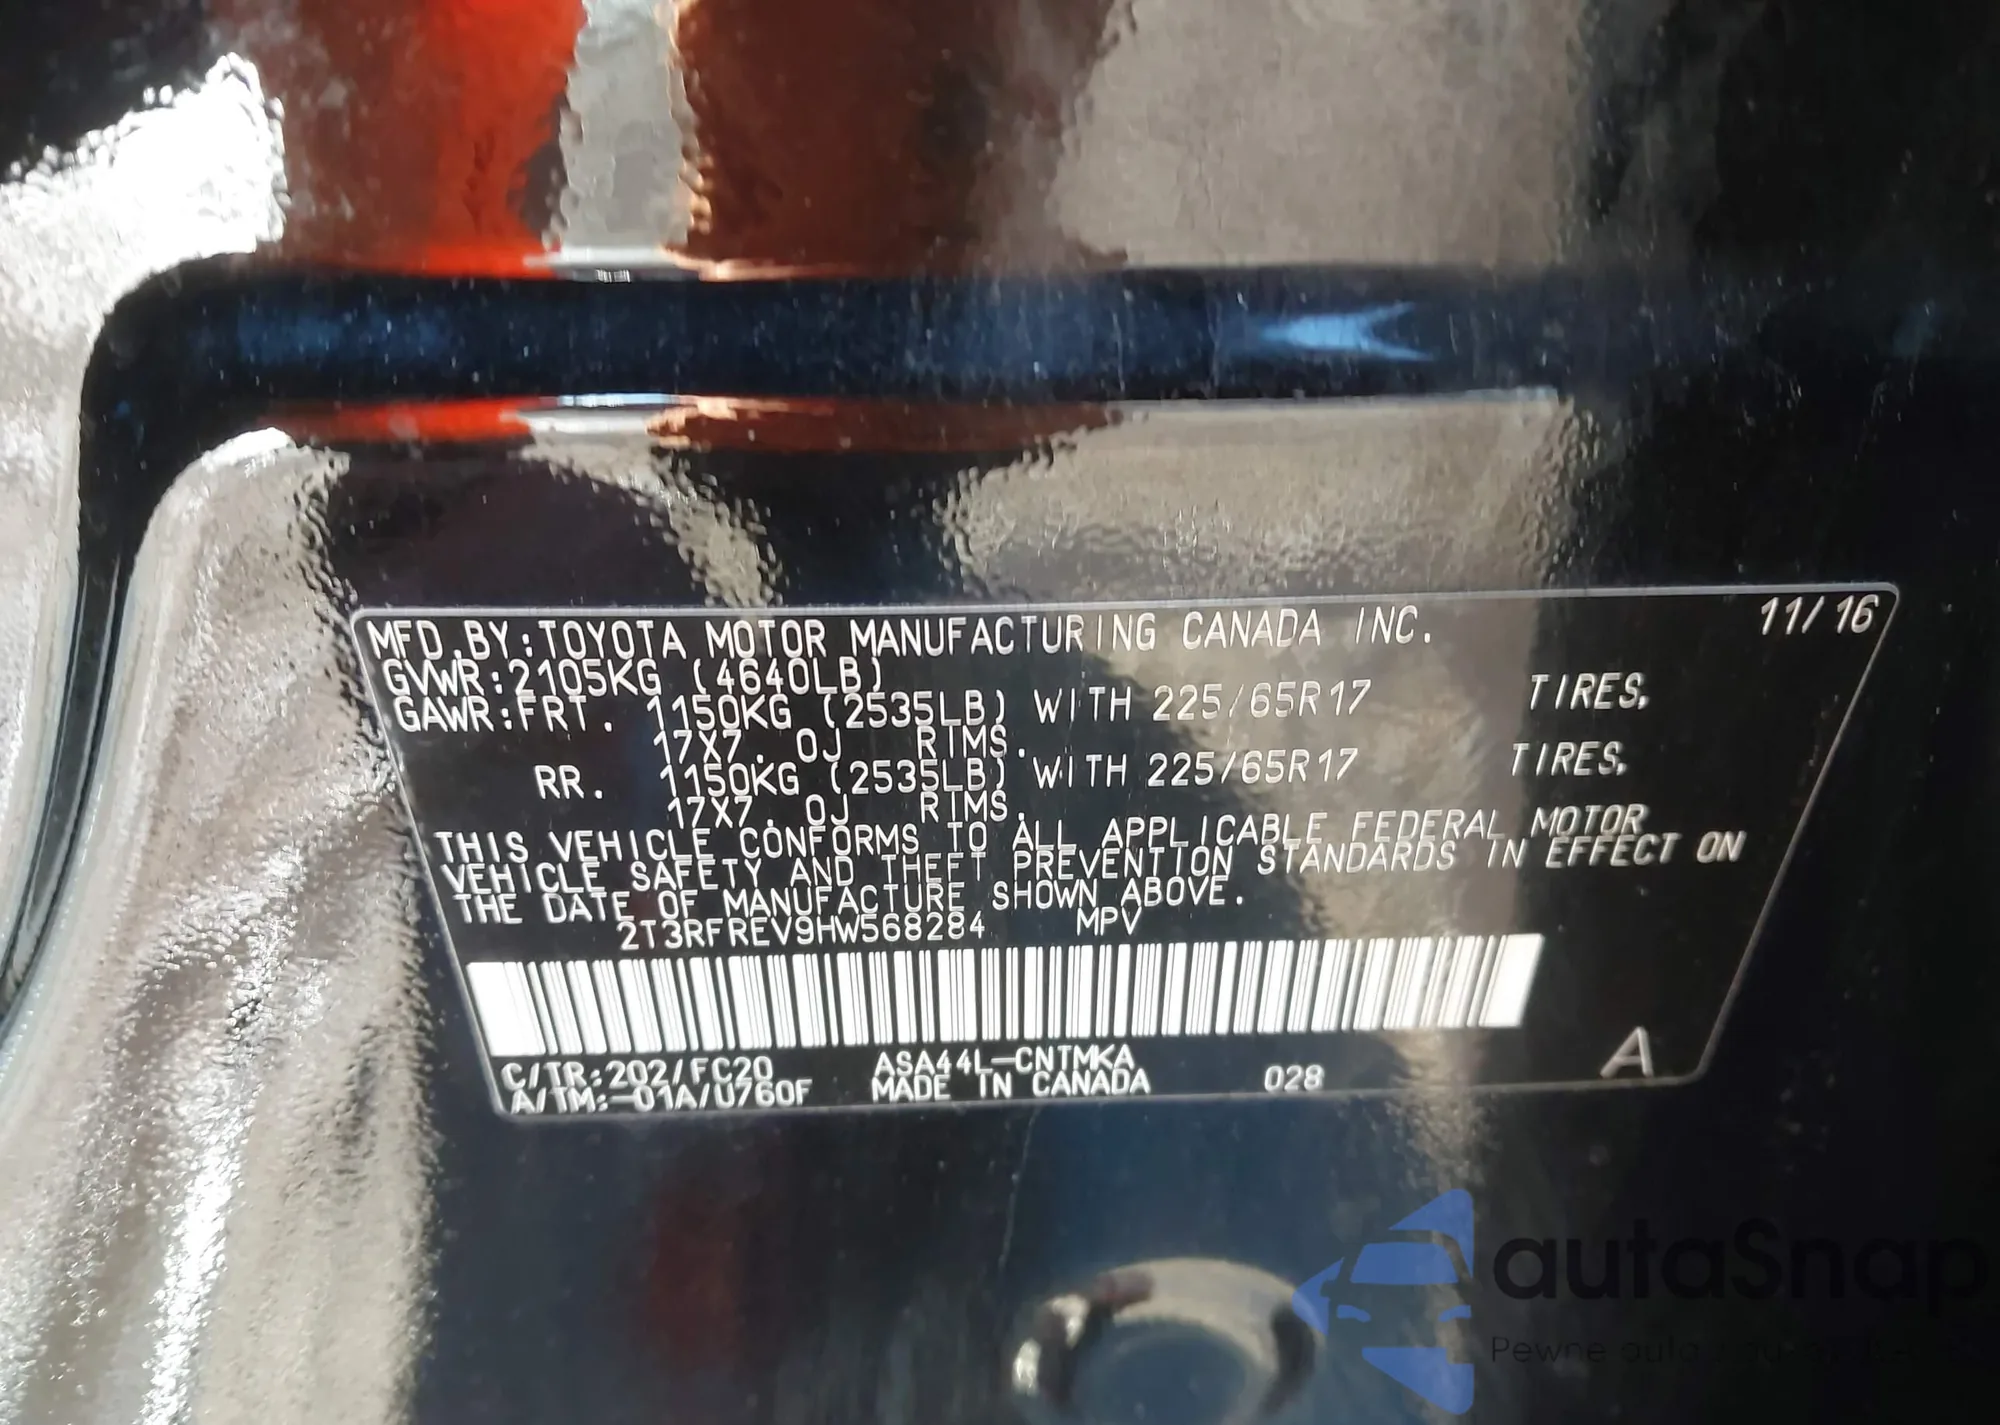 MFD.BY:TOYOTA MOTOR MANUFACTURING CANADA INC. 11/16
GVWR:2105KG (4640LB)
GAWR:FRT. 1150KG (2535LB) WITH 225/65R17 TIRES,
17X7.0J RIMS.
RR. 1150KG (2535LB) WITH 225/65R17 TIRES,
17X7.0J RIMS.
THIS VEHICLE CONFORMS TO ALL APPLICABLE FEDERAL MOTOR
VEHICLE SAFETY AND THEFT PREVENTION STANDARDS IN EFFECT ON
THE DATE OF MANUFACTURE SHOWN ABOVE.
2T3RFREV9HW568284 MPV
C/TR:202/FC20 ASA44L-CNTMKA
A/TM:-01A/U760F MADE IN CANADA 028 A
autaSnap
Pewne auta